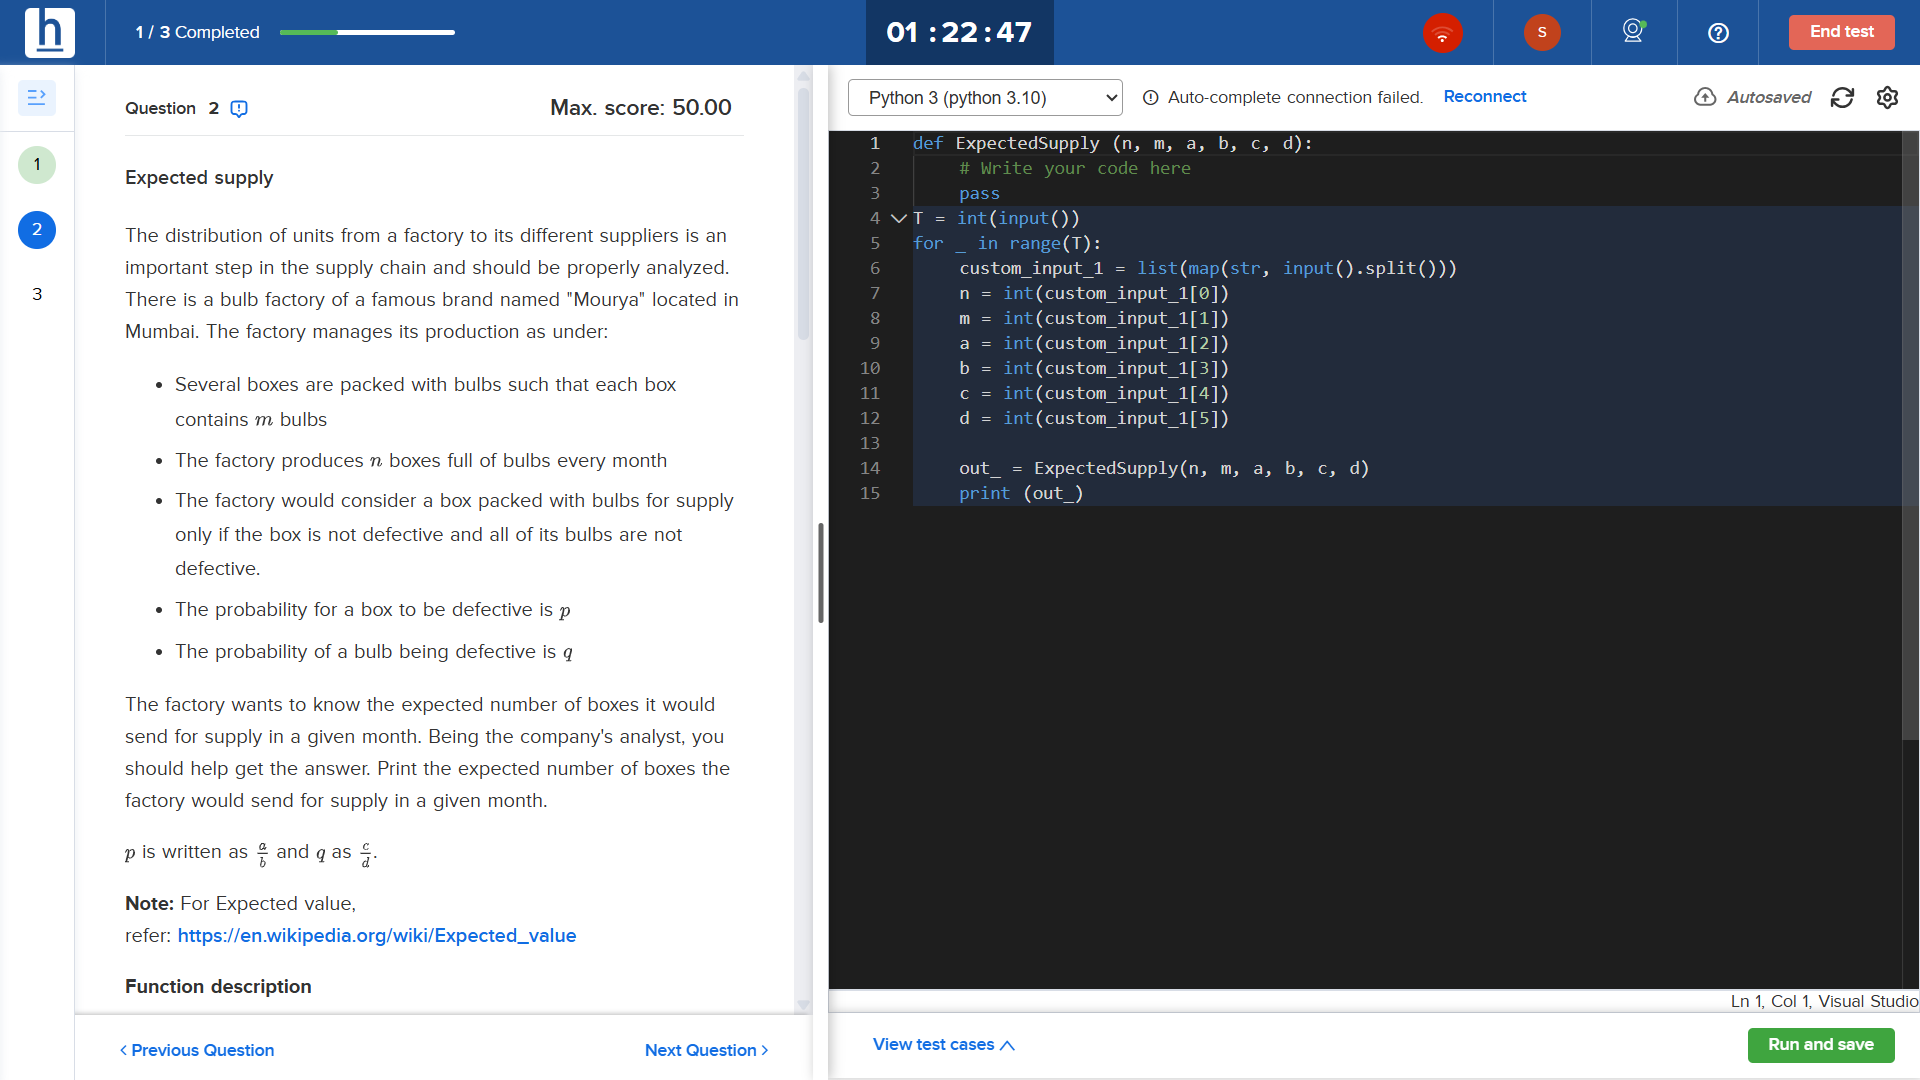 h
1 / 3 Completed
01 : 22 : 47
S
End test
Question 2
Max. score: 50.00
1
2
3
Expected supply
The distribution of units from a factory to its different suppliers is an
important step in the supply chain and should be properly analyzed.
There is a bulb factory of a famous brand named "Mourya" located in
Mumbai. The factory manages its production as under:
• Several boxes are packed with bulbs such that each box
contains m bulbs
• The factory produces n boxes full of bulbs every month
• The factory would consider a box packed with bulbs for supply
only if the box is not defective and all of its bulbs are not
defective.
• The probability for a box to be defective is p
• The probability of a bulb being defective is q
The factory wants to know the expected number of boxes it would
send for supply in a given month. Being the company's analyst, you
should help get the answer. Print the expected number of boxes the
factory would send for supply in a given month.
p is written as a/b and q as c/d.
Note: For Expected value,
refer: https://en.wikipedia.org/wiki/Expected_value
Function description
< Previous Question
Next Question >
Python 3 (python 3.10)
Auto-complete connection failed. Reconnect
Autosaved
1 def ExpectedSupply (n, m, a, b, c, d):
2 # Write your code here
3 pass
4 T = int(input())
5 for _ in range(T):
6 custom_input_1 = list(map(str, input().split()))
7 n = int(custom_input_1[0])
8 m = int(custom_input_1[1])
9 a = int(custom_input_1[2])
10 b = int(custom_input_1[3])
11 c = int(custom_input_1[4])
12 d = int(custom_input_1[5])
13
14 out_ = ExpectedSupply(n, m, a, b, c, d)
15 print (out_)
Ln 1, Col 1, Visual Studio
View test cases
Run and save